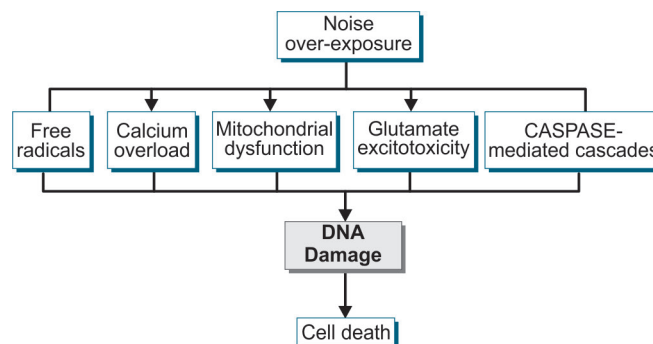 Noise
over-exposure
Free
radicals
Calcium
overload
Mitochondrial
dysfunction
Glutamate
excitotoxicity
CASPASE-
mediated cascades
DNA
Damage
Cell death